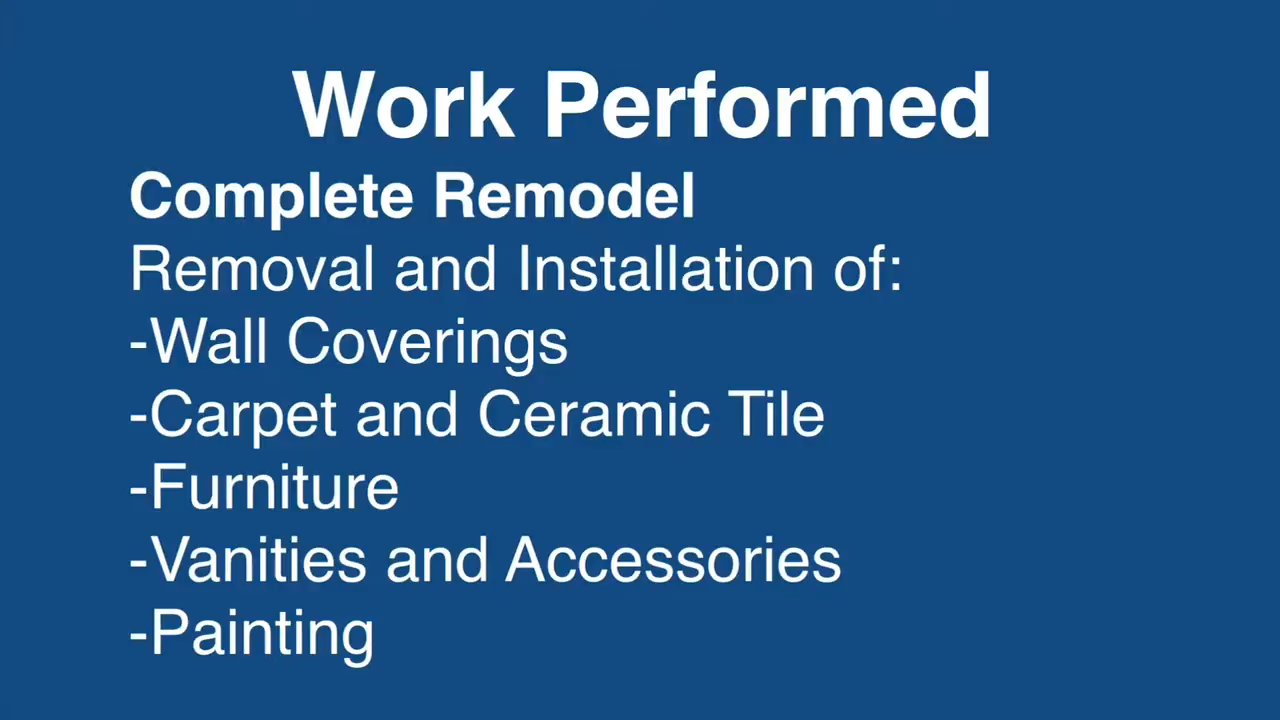 Work Performed
Complete Remodel
Removal and Installation of:
-Wall Coverings
-Carpet and Ceramic Tile
-Furniture
-Vanities and Accessories
-Painting